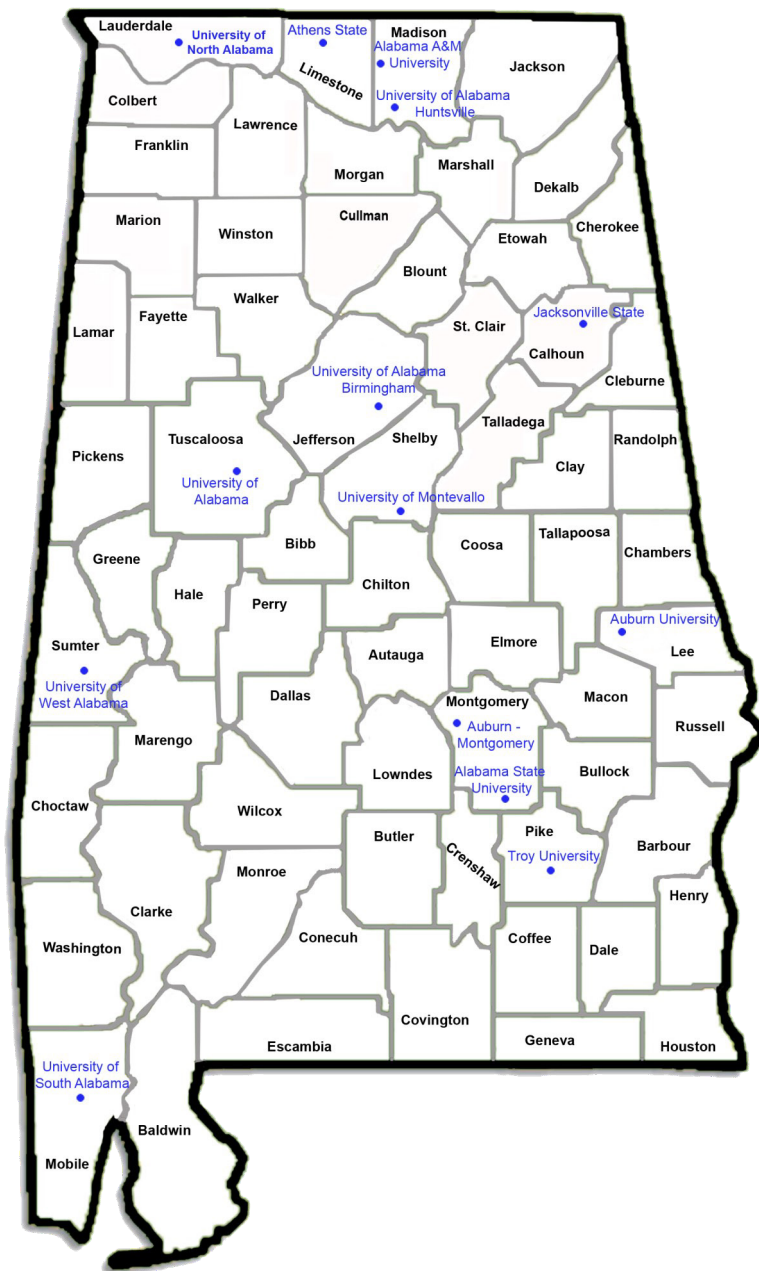 Lauderdale
University of
North Alabama
Athens State
Limestone
Madison
Alabama A&M
University
University of Alabama
Huntsville
Jackson
Colbert
Lawrence
Franklin
Morgan
Marshall
Dekalb
Cherokee
Marion
Winston
Cullman
Etowah
Blount
Walker
Fayette
Lamar
St. Clair
Jacksonville State
Calhoun
Cleburne
University of Alabama
Birmingham
Jefferson
Shelby
Talladega
Randolph
Clay
Pickens
Tuscaloosa
University of
Alabama
University of Montevallo
Bibb
Greene
Hale
Perry
Chilton
Coosa
Tallapoosa
Chambers
Auburn University
Lee
Sumter
University of
West Alabama
Autauga
Elmore
Dallas
Montgomery
Auburn -
Montgomery
Alabama State
University
Macon
Russell
Marengo
Lowndes
Bullock
Choctaw
Wilcox
Butler
Crenshaw
Pike
Troy University
Barbour
Henry
Monroe
Clarke
Washington
Conecuh
Coffee
Dale
Covington
Escambia
Geneva
Houston
University of
South Alabama
Baldwin
Mobile